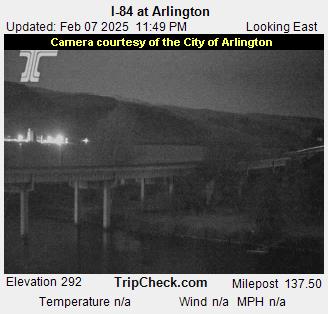 I-84 at Arlington
Updated: Feb 07 2025 11:49 PM Looking East
Camera courtesy of the City of Arlington
Elevation 292 TripCheck.com Milepost 137.50
Temperature n/a Wind n/a MPH n/a